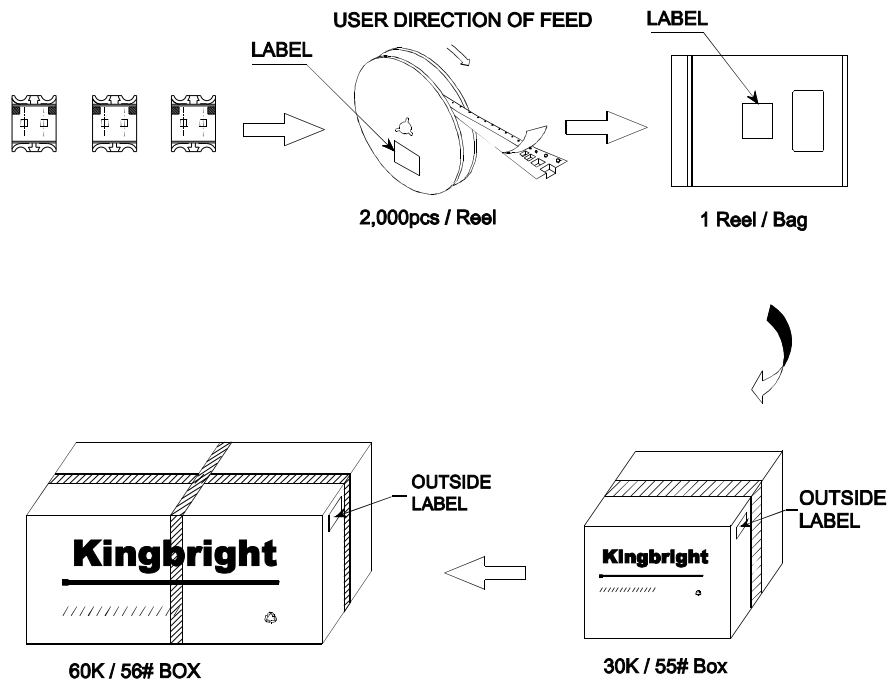 USER DIRECTION OF FEED
LABEL
LABEL
2,000pcs / Reel
1 Reel / Bag
OUTSIDE
LABEL
Kingbright
60K / 56# BOX
OUTSIDE
LABEL
Kingbright
30K / 55# Box